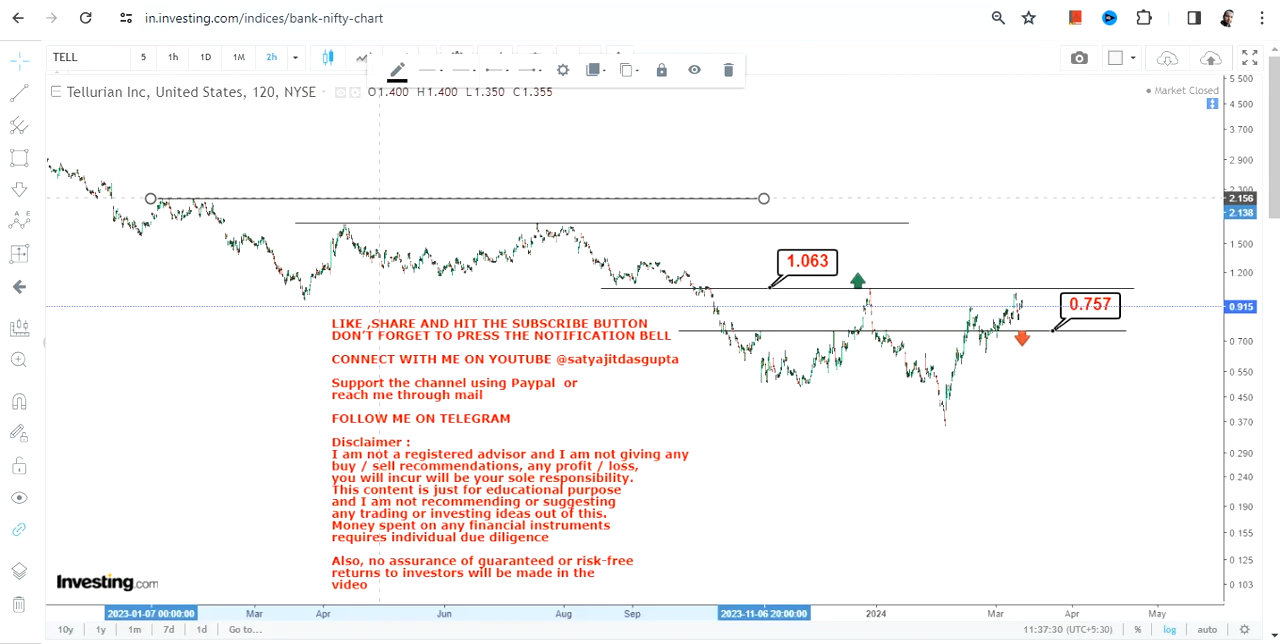 in.investing.com/indices/bank-nifty-chart
TELL
5
1h
1D
1M
2h
Tellurian Inc, United States, 120, NYSE
O1.400 H1.400 L1.350 C1.355
Market Closed
5.500
4.500
3.700
2.900
2.156
2.138
1.500
1.200
0.915
0.700
0.550
0.450
0.370
0.290
0.240
0.190
0.155
0.125
0.103
1.063
0.757
LIKE ,SHARE AND HIT THE SUBSCRIBE BUTTON
DON'T FORGET TO PRESS THE NOTIFICATION BELL
CONNECT WITH ME ON YOUTUBE @satyajitdasgupta
Support the channel using Paypal or
reach me through mail
FOLLOW ME ON TELEGRAM
Disclaimer :
I am not a registered advisor and I am not giving any
buy / sell recommendations, any profit / loss,
you will incur will be your sole responsibility.
This content is just for educational purpose
and I am not recommending or suggesting
any trading or investing ideas out of this.
Money spent on any financial instruments
requires individual due diligence
Also, no assurance of guaranteed or risk-free
returns to investors will be made in the
video
Investing.com
2023-01-07 00:00:00
Mar
Apr
Jun
Aug
Sep
2023-11-06 20:00:00
2024
Mar
Apr
May
10y
1y
1m
7d
1d
Go to...
11:37:30 (UTC+5:30)
%
log
auto